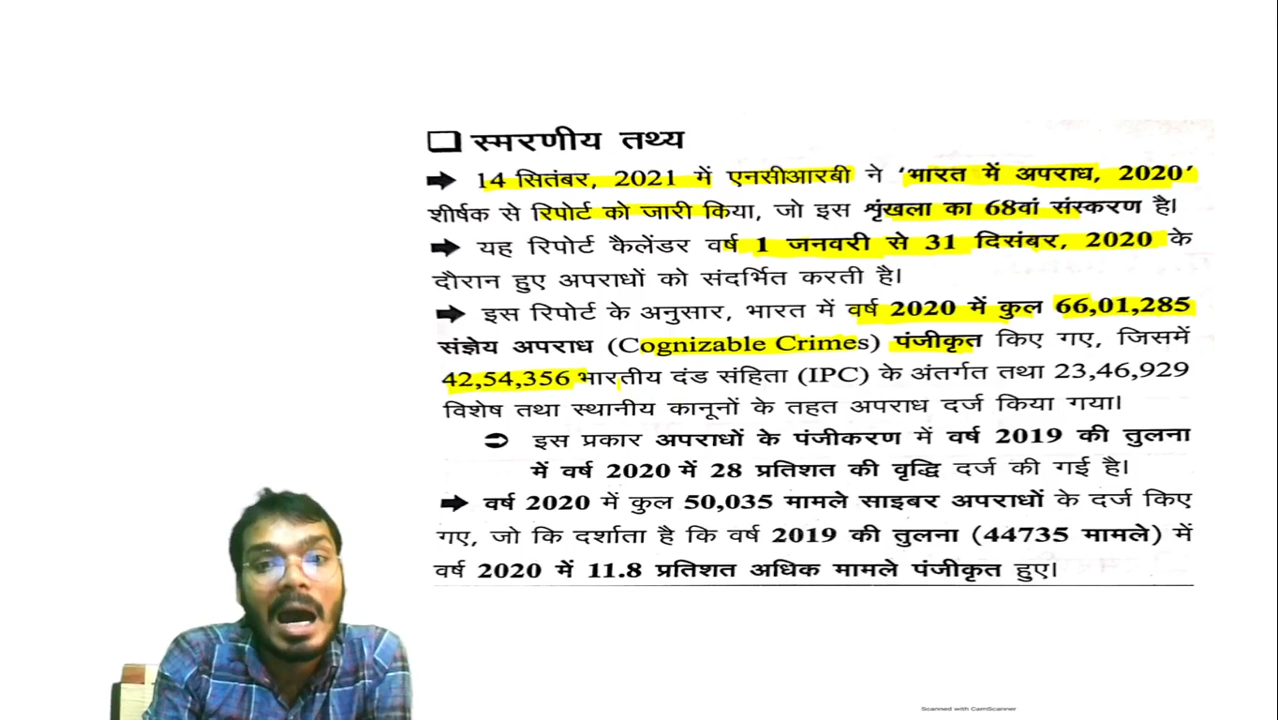 ❑ स्मरणीय तथ्य
➡ 14 सितंबर, 2021 में एनसीआरबी ने ‘भारत में अपराध, 2020’
शीर्षक से रिपोर्ट को जारी किया, जो इस शृंखला का 68वां संस्करण है।
➡ यह रिपोर्ट कैलेंडर वर्ष 1 जनवरी से 31 दिसंबर, 2020 के
दौरान हुए अपराधों को संदर्भित करती है।
➡ इस रिपोर्ट के अनुसार, भारत में वर्ष 2020 में कुल 66,01,285
संज्ञेय अपराध (Cognizable Crimes) पंजीकृत किए गए, जिसमें
42,54,356 भारतीय दंड संहिता (IPC) के अंतर्गत तथा 23,46,929
विशेष तथा स्थानीय कानूनों के तहत अपराध दर्ज किया गया।
➲ इस प्रकार अपराधों के पंजीकरण में वर्ष 2019 की तुलना
में वर्ष 2020 में 28 प्रतिशत की वृद्धि दर्ज की गई है।
➡ वर्ष 2020 में कुल 50,035 मामले साइबर अपराधों के दर्ज किए
गए, जो कि दर्शाता है कि वर्ष 2019 की तुलना (44735 मामले) में
वर्ष 2020 में 11.8 प्रतिशत अधिक मामले पंजीकृत हुए।
Scanned with CamScanner